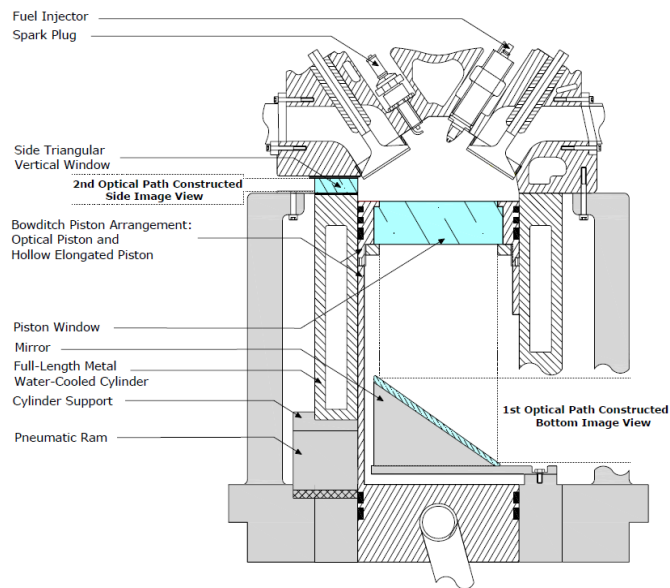 Fuel Injector
Spark Plug
Side Triangular
Vertical Window
2nd Optical Path Constructed
Side Image View
Bowditch Piston Arrangement:
Optical Piston and
Hollow Elongated Piston
Piston Window
Mirror
Full-Length Metal
Water-Cooled Cylinder
Cylinder Support
Pneumatic Ram
1st Optical Path Constructed
Bottom Image View